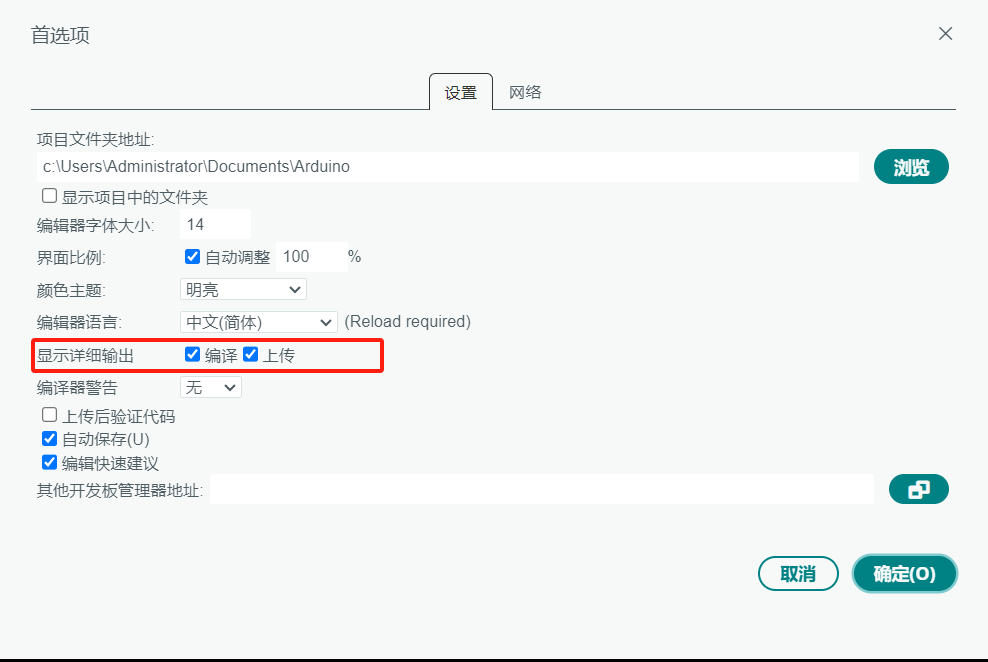 首选项
设置 网络
项目文件夹地址:
c:\Users\Administrator\Documents\Arduino 浏览
显示项目中的文件夹
编辑器字体大小: 14
界面比例: 自动调整 100 %
颜色主题: 明亮
编辑器语言: 中文(简体) (Reload required)
显示详细输出 编译 上传
编译器警告 无
上传后验证代码
自动保存(U)
编辑快速建议
其他开发板管理器地址:
取消 确定(O)